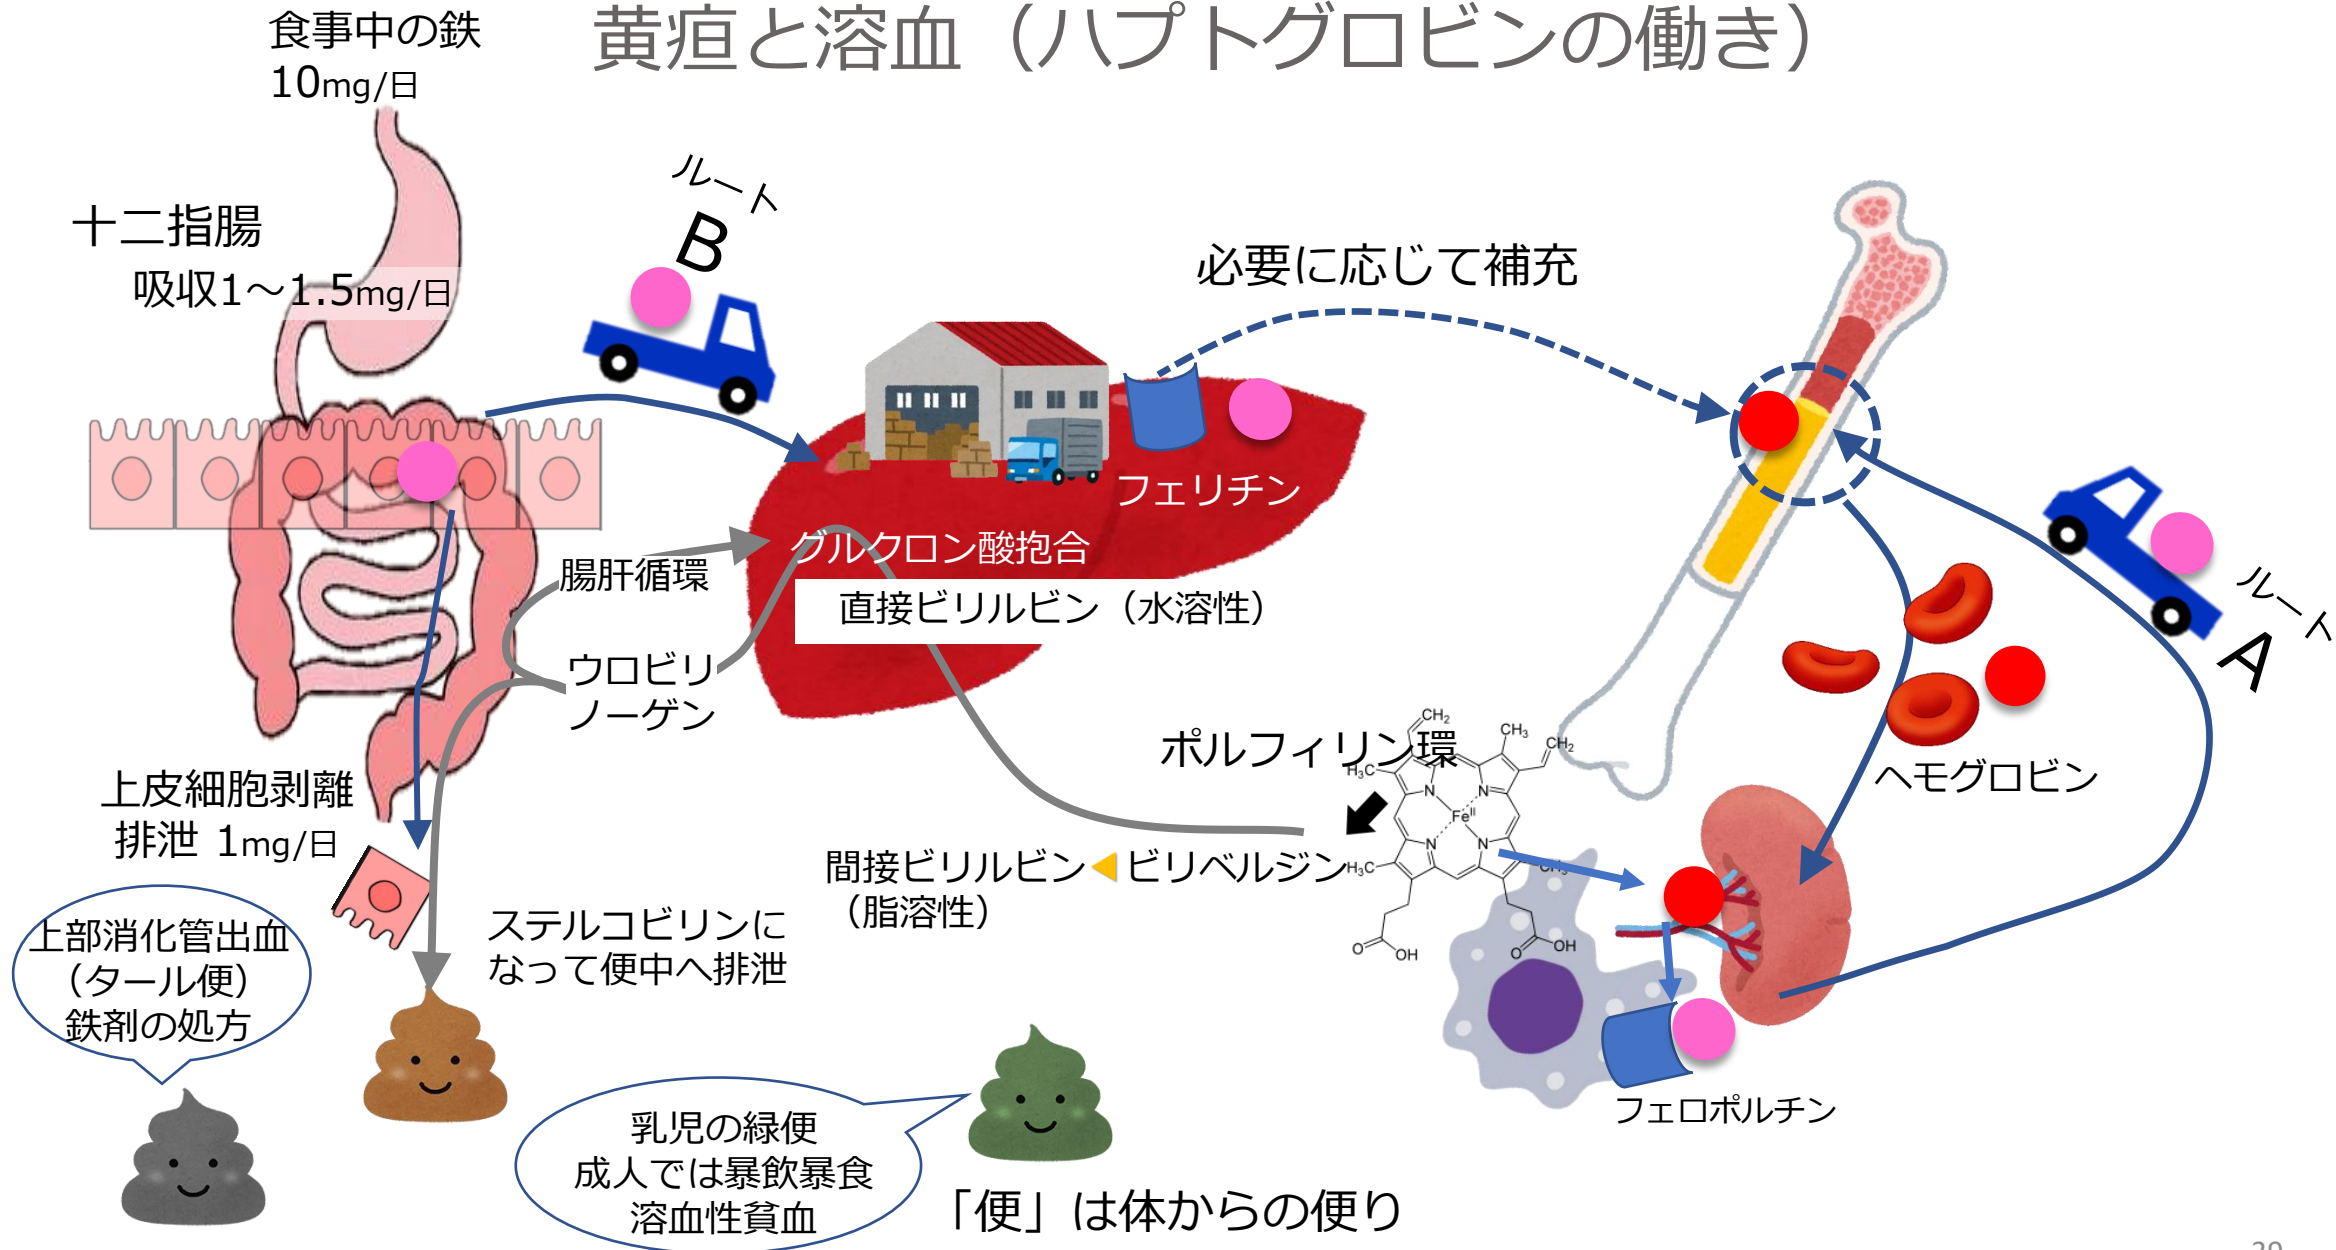 黄疸と溶血（ハプトグロビンの働き）
食事中の鉄
10mg/日
十二指腸
吸収1～1.5mg/日
ルート
B
必要に応じて補充
フェリチン
グルクロン酸抱合
直接ビリルビン（水溶性）
腸肝循環
ウロビリ
ノーゲン
ルート
A
ヘモグロビン
ポルフィリン環
CH2
CH3
CH2
H3C
N
N
FeII
N
N
H3C
CH3
O
OH
O
OH
間接ビリルビン
（脂溶性）
ビリベルジン
上皮細胞剥離
排泄 1mg/日
ステルコビリンに
なって便中へ排泄
上部消化管出血
（タール便）
鉄剤の処方
フェロポルチン
乳児の緑便
成人では暴飲暴食
溶血性貧血
「便」は体からの便り